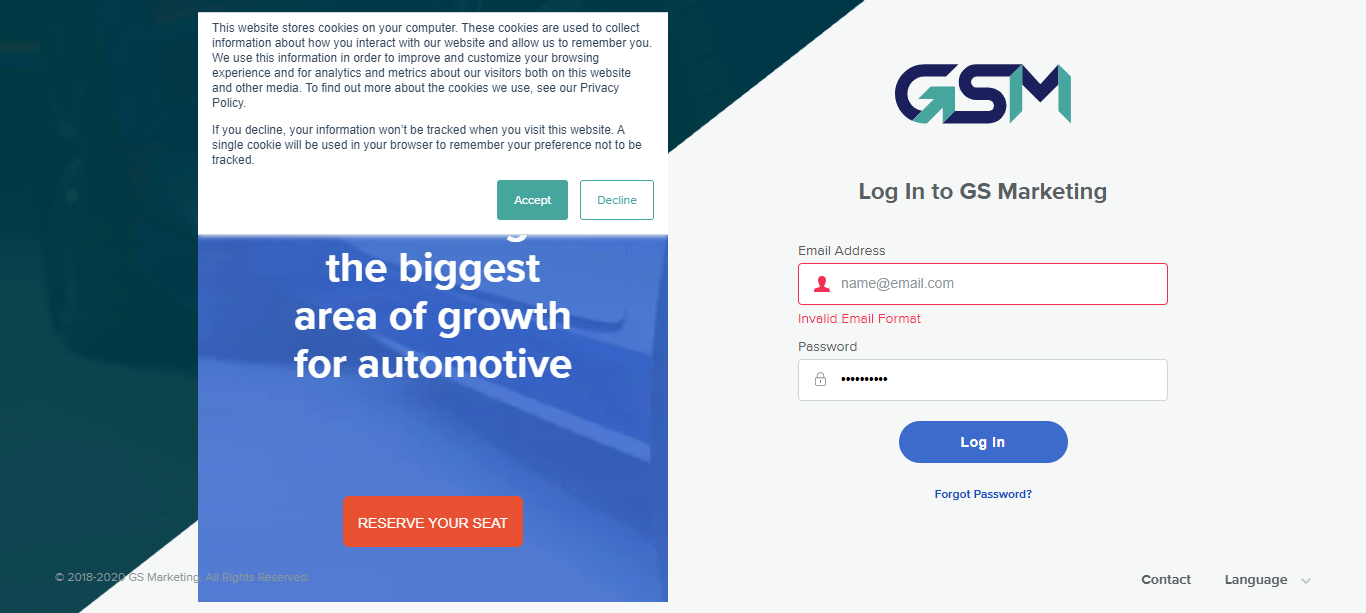 This website stores cookies on your computer. These cookies are used to collect
information about how you interact with our website and allow us to remember you.
We use this information in order to improve and customize your browsing
experience and for analytics and metrics about our visitors both on this website
and other media. To find out more about the cookies we use, see our Privacy
Policy.
If you decline, your information won't be tracked when you visit this website. A
single cookie will be used in your browser to remember your preference not to be
tracked.
Accept
Decline
the biggest
area of growth
for automotive
RESERVE YOUR SEAT
© 2018-2020 GS Marketing. All Rights Reserved.
GSM
Log In to GS Marketing
Email Address
name@email.com
Invalid Email Format
Password
••••••••••
Log In
Forgot Password?
Contact
Language